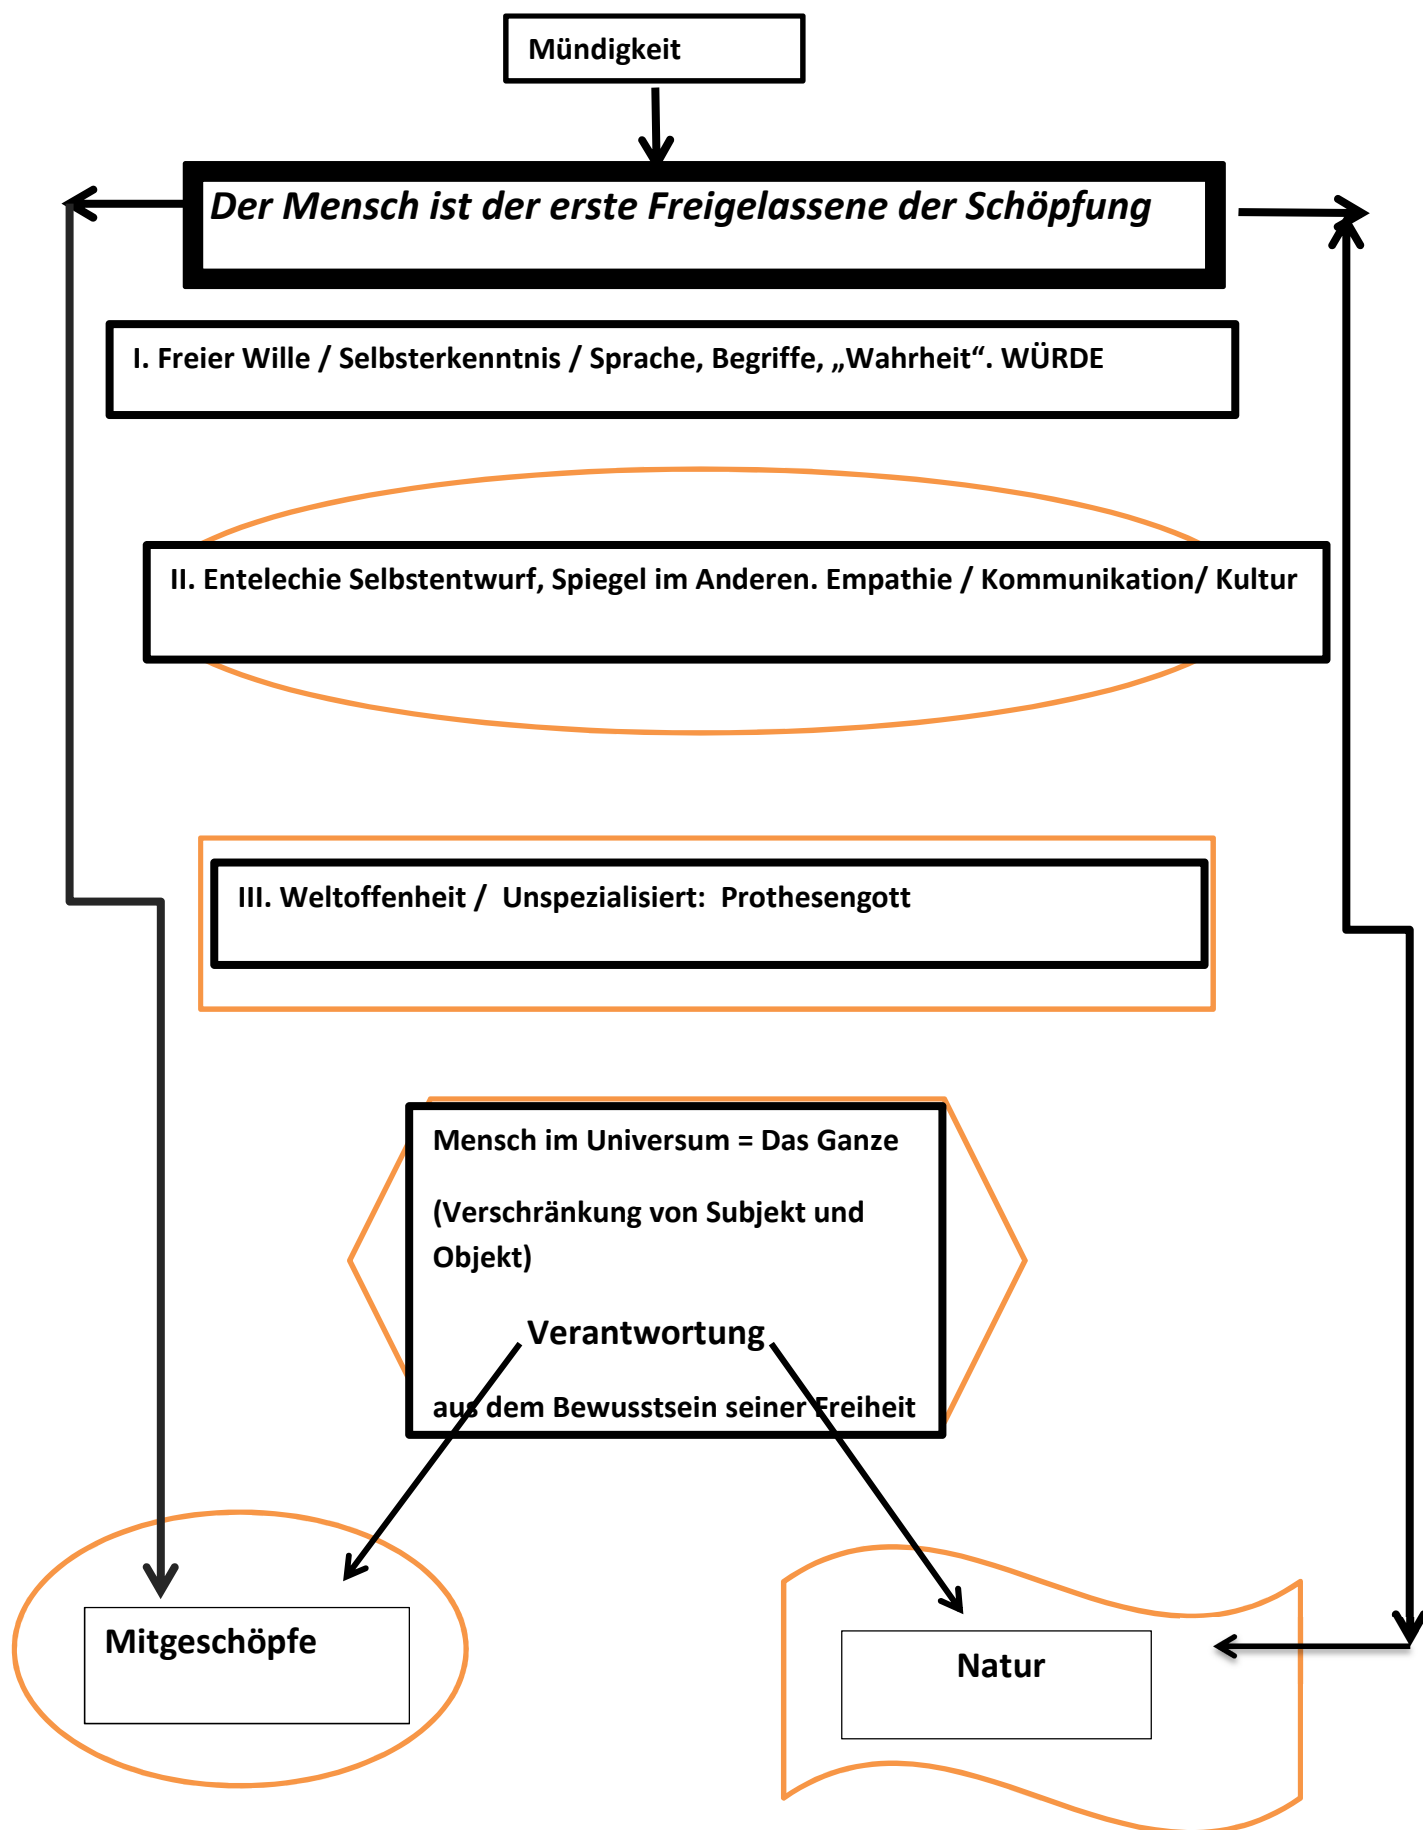 Mündigkeit
Der Mensch ist der erste Freigelassene der Schöpfung
I. Freier Wille / Selbsterkenntnis / Sprache, Begriffe, „Wahrheit“. WÜRDE
II. Entelechie Selbstentwurf, Spiegel im Anderen. Empathie / Kommunikation/ Kultur
III. Weltoffenheit / Unspezialisiert: Prothesengott
Mensch im Universum = Das Ganze
(Verschränkung von Subjekt und
Objekt)
Verantwortung
aus dem Bewusstsein seiner Freiheit
Mitgeschöpfe
Natur